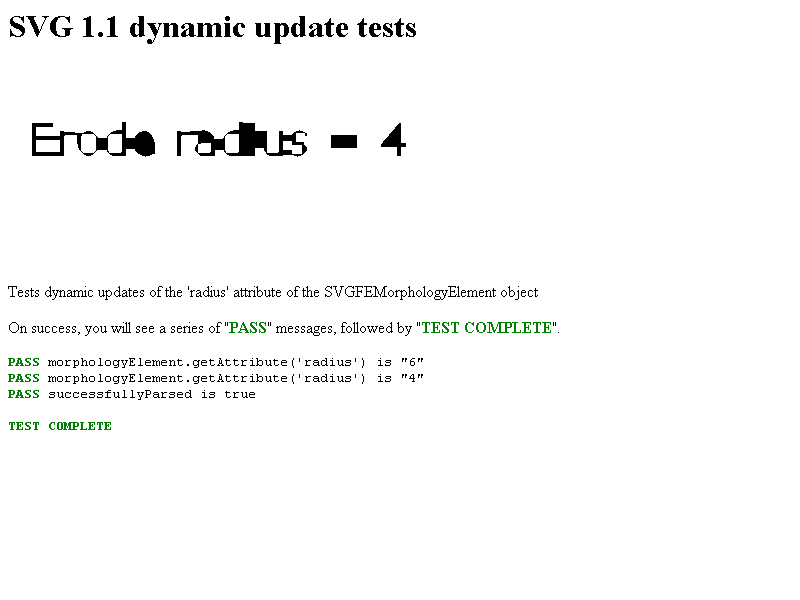 SVG 1.1 dynamic update tests
Erode radius = 4
Tests dynamic updates of the 'radius' attribute of the SVGFEMorphologyElement object
On success, you will see a series of "PASS" messages, followed by "TEST COMPLETE".
PASS morphologyElement.getAttribute('radius') is "6"
PASS morphologyElement.getAttribute('radius') is "4"
PASS successfullyParsed is true
TEST COMPLETE